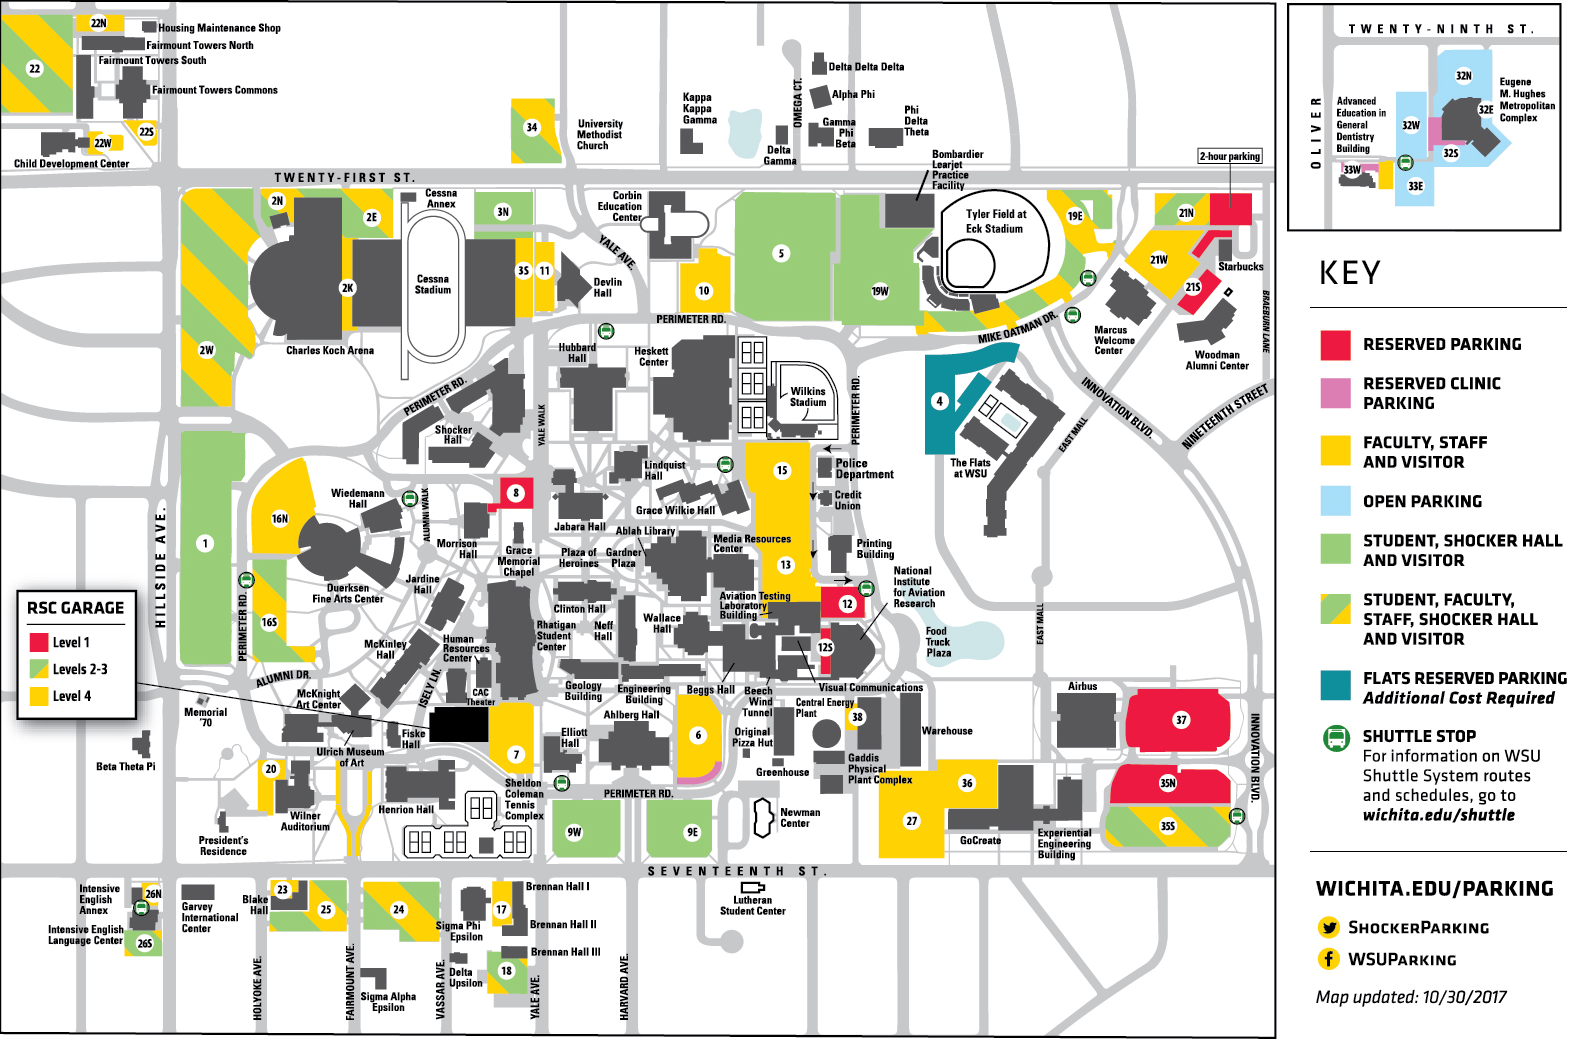 22N
Housing Maintenance Shop
Fairmount Towers North
Fairmount Towers South
22
Fairmount Towers Commons
22S
22W
Child Development Center
34
University
Methodist
Church
Kappa
Kappa
Gamma
Delta
Gamma
OMEGA CT.
Delta Delta Delta
Alpha Phi
Gamma
Phi
Beta
Phi
Delta
Theta
Bombardier
Learjet
Practice
Facility
2-hour parking
TWENTY-FIRST ST.
2N
2E
Cessna
Annex
3N
Corbin
Education
Center
YALE AVE.
5
19W
Tyler Field at
Eck Stadium
19E
21N
21W
21S
Starbucks
BRAEBURN LANE
2K
Cessna
Stadium
3S
11
Devlin
Hall
10
Marcus
Welcome
Center
Woodman
Alumni Center
2W
Charles Koch Arena
PERIMETER RD.
MIKE OATMAN DR.
Hubbard
Hall
Heskett
Center
Wilkins
Stadium
PERIMETER RD.
PERIMETER RD.
Shocker
Hall
YALE WALK
4
The Flats
at WSU
INNOVATION BLVD.
EAST MALL
NINETEENTH STREET
Lindquist
Hall
15
Police
Department
Credit
Union
Wiedemann
Hall
ALUMNI WALK
8
Jabara Hall
Grace Wilkie Hall
16N
1
HILLSIDE AVE.
Morrison
Hall
Grace
Memorial
Chapel
Plaza of
Heroines
Ablah Library
Gardner
Plaza
Media Resources
Center
13
Printing
Building
National
Institute
for Aviation
Research
Duerksen
Fine Arts Center
Jardine
Hall
Clinton Hall
Aviation Testing
Laboratory
Building
12
12S
16S
PERIMETER RD.
McKinley
Hall
Human
Resources
Center
Rhatigan
Student
Center
Neff
Hall
Wallace
Hall
Food
Truck
Plaza
EAST MALL
RSC GARAGE
Level 1
Levels 2-3
Level 4
ALUMNI DR.
ISELY LN.
McKnight
Art Center
CAC
Theater
Geology
Building
Engineering
Building
Beggs Hall
Beech
Wind
Tunnel
Visual Communications
Memorial
'70
Fiske
Hall
Ulrich Museum
of Art
7
Elliott
Hall
Ahlberg Hall
6
Original
Pizza Hut
Central Energy
Plant
38
Warehouse
Airbus
37
Beta Theta Pi
20
Greenhouse
Gaddis
Physical
Plant Complex
INNOVATION BLVD.
Henrion Hall
Sheldon
Coleman
Tennis
Complex
PERIMETER RD.
36
35N
Wilner
Auditorium
President's
Residence
9W
9E
Newman
Center
27
GoCreate
Experiential
Engineering
Building
35S
SEVENTEENTH ST.
Intensive
English
Annex
26N
Intensive English
Language Center
26S
Garvey
International
Center
23
Blake
Hall
25
24
Sigma Phi
Epsilon
17
Brennan Hall I
Brennan Hall II
Brennan Hall III
Lutheran
Student Center
Delta
Upsilon
18
Sigma Alpha
Epsilon
HOLYOKE AVE.
FAIRMOUNT AVE.
VASSAR AVE.
YALE AVE.
HARVARD AVE.
TWENTY-NINTH ST.
OLIVER
Advanced
Education in
General
Dentistry
Building
32N
32W
32E
32S
33W
33E
Eugene
M. Hughes
Metropolitan
Complex
KEY
RESERVED PARKING
RESERVED CLINIC
PARKING
FACULTY, STAFF
AND VISITOR
OPEN PARKING
STUDENT, SHOCKER HALL
AND VISITOR
STUDENT, FACULTY,
STAFF, SHOCKER HALL
AND VISITOR
FLATS RESERVED PARKING
Additional Cost Required
SHUTTLE STOP
For information on WSU
Shuttle System routes
and schedules, go to
wichita.edu/shuttle
WICHITA.EDU/PARKING
SHOCKERPARKING
WSUPARKING
Map updated: 10/30/2017